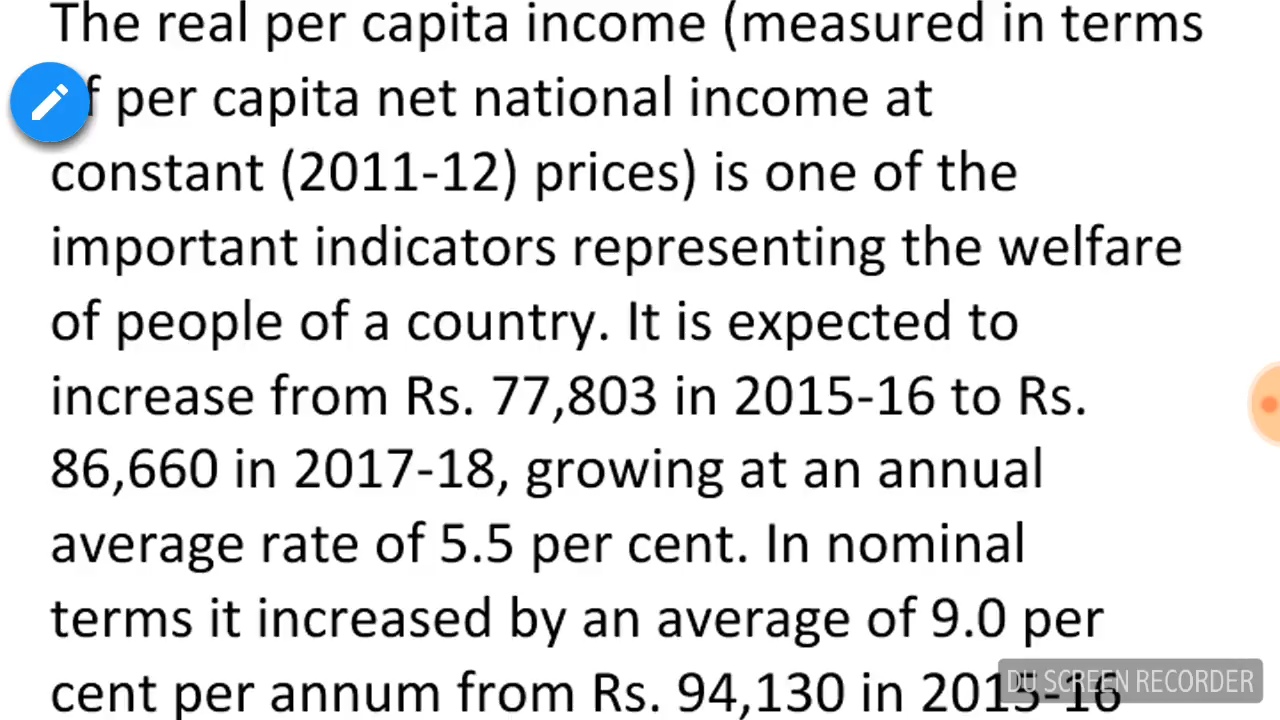 The real per capita income (measured in terms
per capita net national income at
constant (2011-12) prices) is one of the
important indicators representing the welfare
of people of a country. It is expected to
increase from Rs. 77,803 in 2015-16 to Rs.
86,660 in 2017-18, growing at an annual
average rate of 5.5 per cent. In nominal
terms it increased by an average of 9.0 per
cent per annum from Rs. 94,130 in 2015-16
DU SCREEN RECORDER